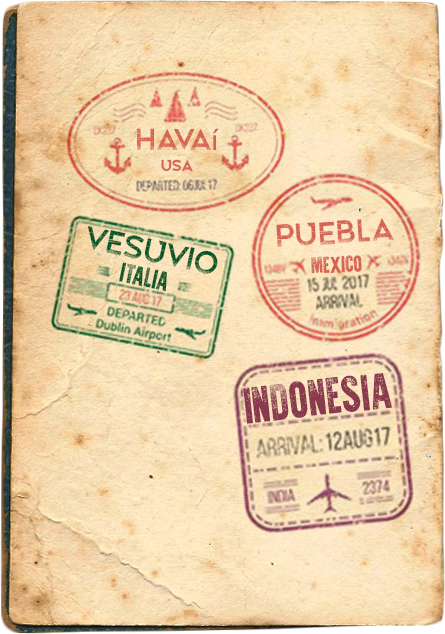 HAVAÍ
USA
DEPARTED: 06JUL17
PUEBLA
MEXICO
15 JUL 2017
ARRIVAL
Immigration
VESUVIO
ITALIA
23 AUG 17
DEPARTED
Dublin Airport
INDONESIA
ARRIVAL: 12AUG17
INDIA 2374